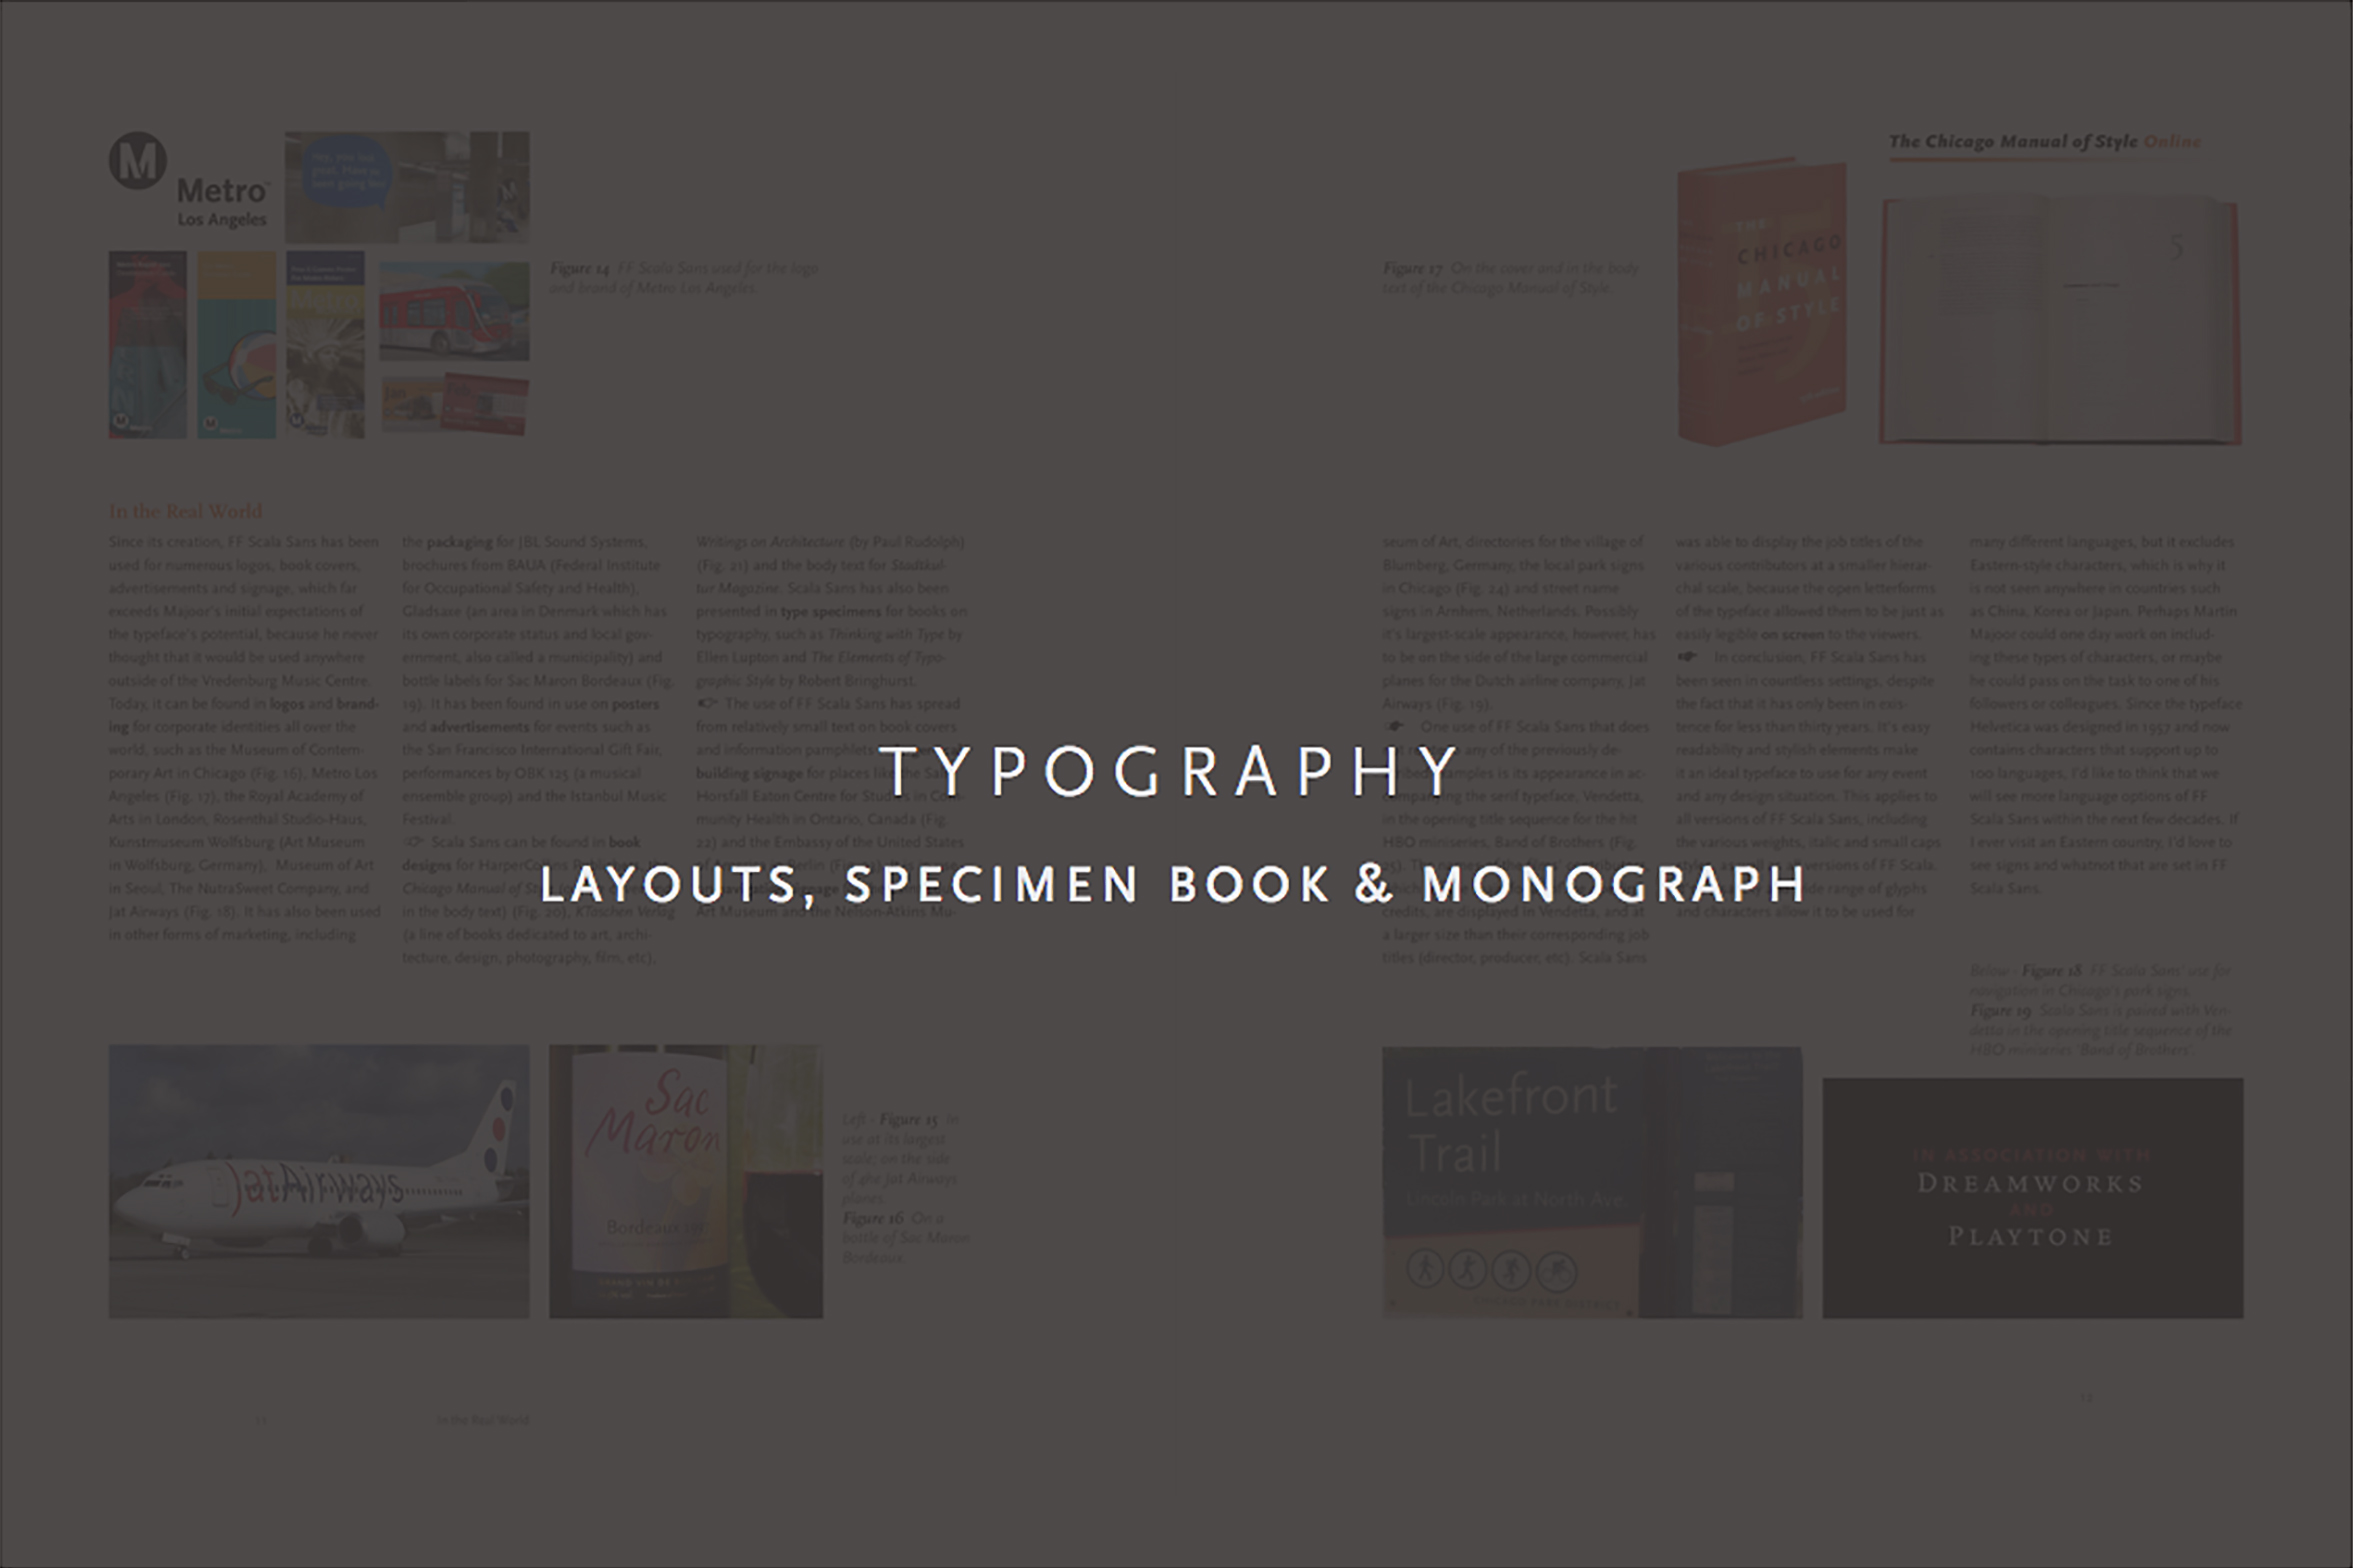 M
Metro
Los Angeles
Figure 14 FF Scala Sans used for the logo
and brand of Metro Los Angeles.
Figure 17 On the cover and in the body
text of the Chicago Manual of Style.
THE
CHICAGO
MANUAL
OF STYLE
The Chicago Manual of Style Online
5
In the Real World
Since its creation, FF Scala Sans has been
used for numerous logos, book covers,
advertisements and signage, which far
exceeds Majoor's initial expectations of
the typeface's potential, because he never
thought that it would be used anywhere
outside of the Vredenburg Music Centre.
Today, it can be found in logos and brand-
ing for corporate identities all over the
world, such as the Museum of Contem-
porary Art in Chicago (Fig. 16), Metro Los
Angeles (Fig. 17), the Royal Academy of
Arts in London, Rosenthal Studio-Haus,
Kunstmuseum Wolfsburg (Art Museum
in Wolfsburg, Germany), Museum of Art
in Seoul, The NutraSweet Company, and
Jat Airways (Fig. 18). It has also been used
in other forms of marketing, including
the packaging for JBL Sound Systems,
brochures from BAUA (Federal Institute
for Occupational Safety and Health),
Gladsaxe (an area in Denmark which has
its own corporate status and local gov-
ernment, also called a municipality) and
bottle labels for Sac Maron Bordeaux (Fig.
19). It has been found in use on posters
and advertisements for events such as
the San Francisco International Gift Fair,
performances by OBK 125 (a musical
ensemble group) and the Istanbul Music
Festival.
Scala Sans can be found in book
designs for HarperCollins
Chicago Manual of
in the body text) (Fig. 20), KTaschen Verlag
(a line of books dedicated to art, archi-
tecture, design, photography, film, etc),
Writings on Architecture (by Paul Rudolph)
(Fig. 21) and the body text for Stadtkul-
tur Magazine. Scala Sans has also been
presented in type specimens for books on
typography, such as Thinking with Type by
Ellen Lupton and The Elements of Typo-
graphic Style by Robert Bringhurst.
The use of FF Scala Sans has spread
from relatively small text on book covers
and information pamphlets
building signage for places like the
Horsfall Eaton Centre for Studies in Com-
munity Health in Ontario, Canada (Fig.
22) and the Embassy of the United States
Art Museum and the Nelson-Atkins Mu-
seum of Art, directories for the village of
Blumberg, Germany, the local park signs
in Chicago (Fig. 24) and street name
signs in Arnhem, Netherlands. Possibly
it's largest-scale appearance, however, has
to be on the side of the large commercial
planes for the Dutch airline company, Jat
Airways (Fig. 19).
One use of FF Scala Sans that does
any of the previously de-
examples is its appearance in ac-
companying the serif typeface, Vendetta,
in the opening title sequence for the hit
HBO miniseries, Band of Brothers (Fig.
credits, are displayed in Vendetta, and at
a larger size than their corresponding job
titles (director, producer, etc). Scala Sans
was able to display the job titles of the
various contributors at a smaller hierar-
chal scale, because the open letterforms
of the typeface allowed them to be just as
easily legible on screen to the viewers.
In conclusion, FF Scala Sans has
been seen in countless settings, despite
the fact that it has only been in exis-
tence for less than thirty years. It's easy
readability and stylish elements make
it an ideal typeface to use for any event
and any design situation. This applies to
all versions of FF Scala Sans, including
the various weights, italic and small caps
versions of FF Scala
range of glyphs
and characters allow it to be used for
many different languages, but it excludes
Eastern-style characters, which is why it
is not seen anywhere in countries such
as China, Korea or Japan. Perhaps Martin
Majoor could one day work on includ-
ing these types of characters, or maybe
he could pass on the task to one of his
followers or colleagues. Since the typeface
Helvetica was designed in 1957 and now
contains characters that support up to
100 languages, I'd like to think that we
will see more language options of FF
Scala Sans within the next few decades. If
I ever visit an Eastern country, I'd love to
see signs and whatnot that are set in FF
Scala Sans.
TYPOGRAPHY
LAYOUTS, SPECIMEN BOOK & MONOGRAPH
Below - Figure 18 FF Scala Sans' use for
navigation in Chicago's park signs.
Figure 19 Scala Sans is paired with Ven-
detta in the opening title sequence of the
HBO miniseries 'Band of Brothers'.
JatAirways
Sac
Maron
Bordeaux
Left - Figure 15 in
use at its largest
scale; on the side
of the Jat Airways
planes.
Figure 16 On a
bottle of Sac Maron
Bordeaux.
Lakefront
Trail
Lincoln Park at North Ave.
CHICAGO PARK DISTRICT
IN ASSOCIATION WITH
DREAMWORKS
AND
PLAYTONE
In the Real World